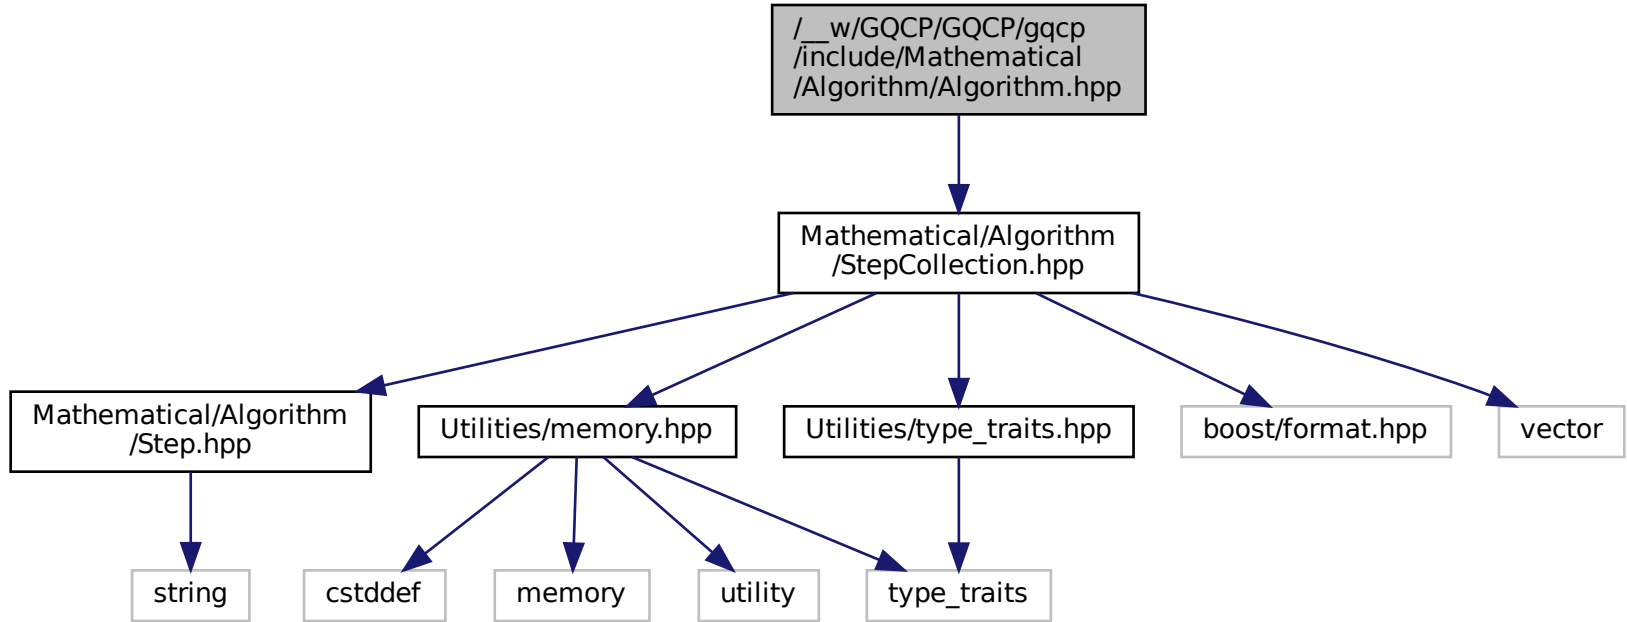 /__w/GQCP/GQCP/gqcp
/include/Mathematical
/Algorithm/Algorithm.hpp
Mathematical/Algorithm
/StepCollection.hpp
Mathematical/Algorithm
/Step.hpp
Utilities/memory.hpp
Utilities/type_traits.hpp
boost/format.hpp
vector
string
cstddef
memory
utility
type_traits